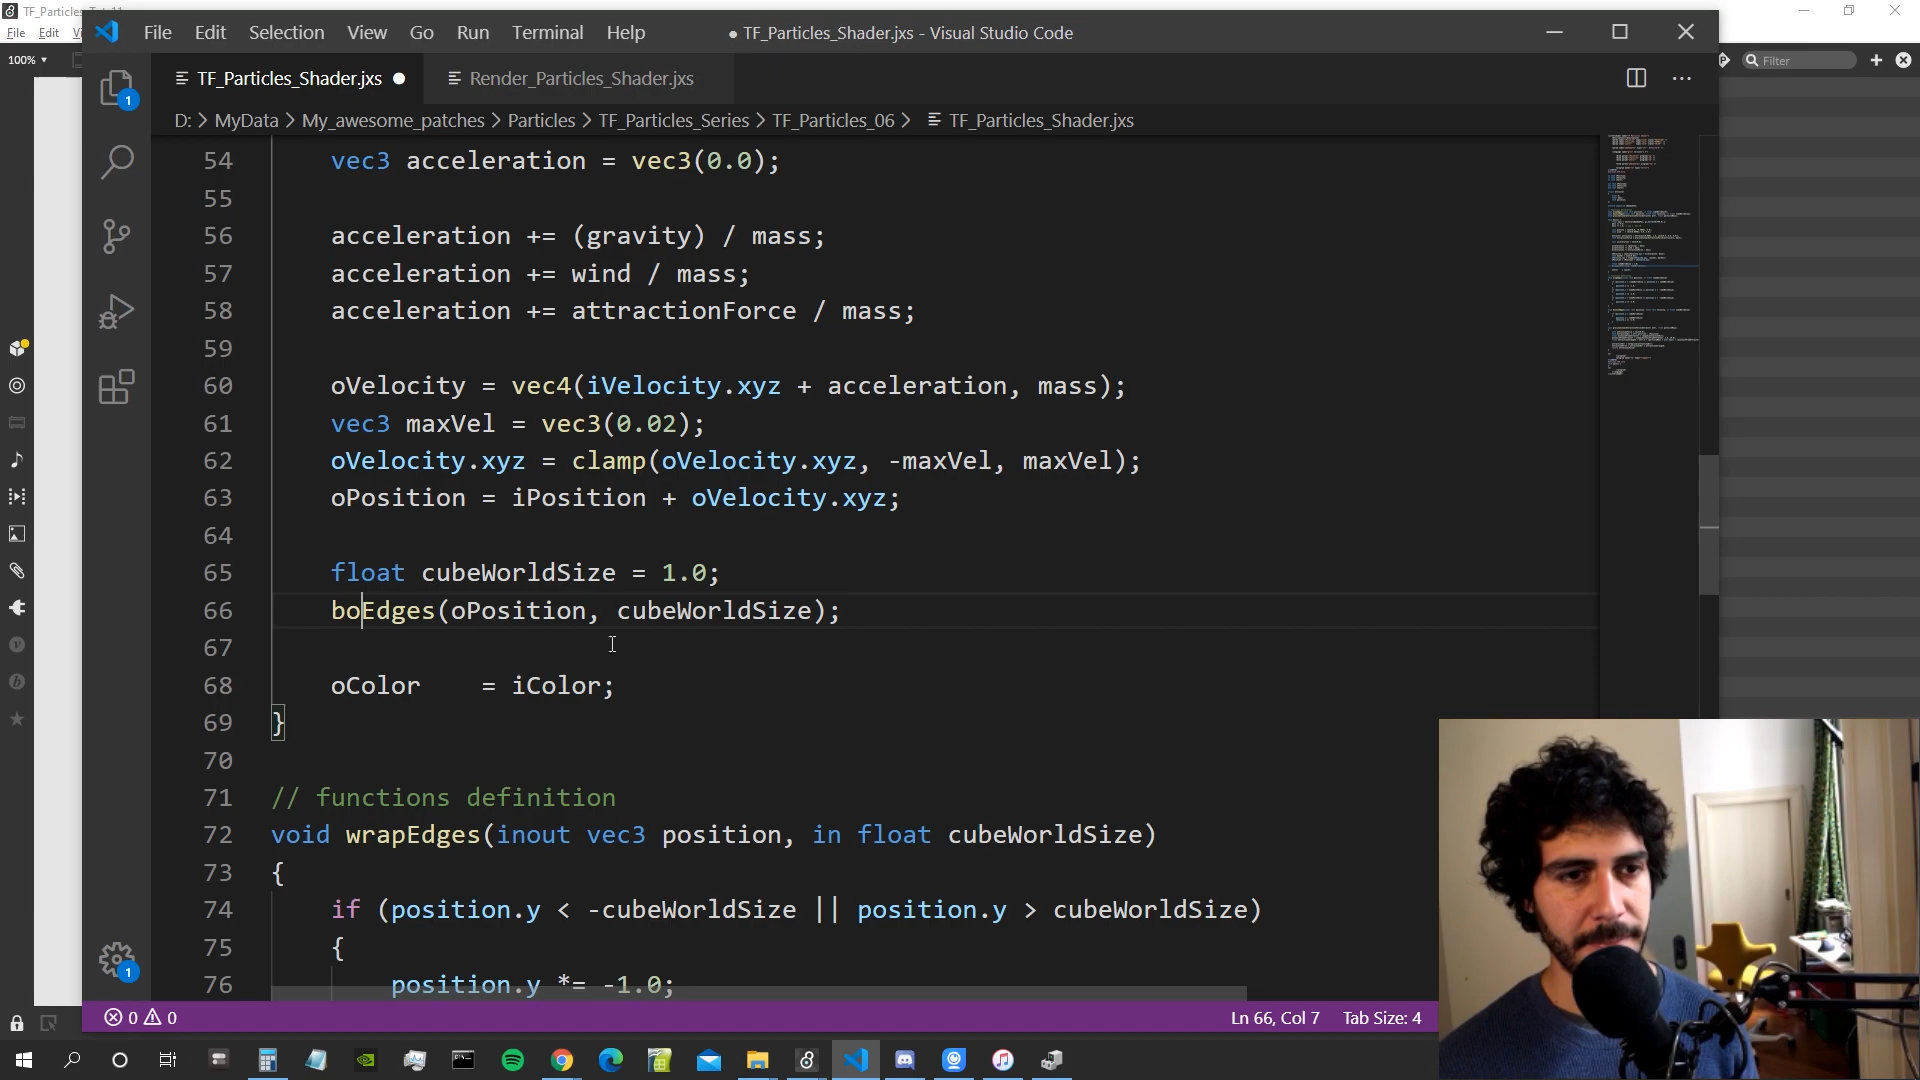 TF_Particles_Tut_11
File Edit Vi
100%
File Edit Selection View Go Run Terminal Help
● TF_Particles_Shader.jxs - Visual Studio Code
TF_Particles_Shader.jxs
Render_Particles_Shader.jxs
Filter
D: > MyData > My_awesome_patches > Particles > TF_Particles_Series > TF_Particles_06 > TF_Particles_Shader.jxs
1
54 vec3 acceleration = vec3(0.0);
55
56 acceleration += (gravity) / mass;
57 acceleration += wind / mass;
58 acceleration += attractionForce / mass;
59
60 oVelocity = vec4(iVelocity.xyz + acceleration, mass);
61 vec3 maxVel = vec3(0.02);
62 oVelocity.xyz = clamp(oVelocity.xyz, -maxVel, maxVel);
63 oPosition = iPosition + oVelocity.xyz;
64
65 float cubeWorldSize = 1.0;
66 boEdges(oPosition, cubeWorldSize);
67
68 oColor = iColor;
69 }
70
71 // functions definition
72 void wrapEdges(inout vec3 position, in float cubeWorldSize)
73 {
74 if (position.y < -cubeWorldSize || position.y > cubeWorldSize)
75 {
76 position.y *= -1.0;
1
0 0
Ln 66, Col 7 Tab Size: 4